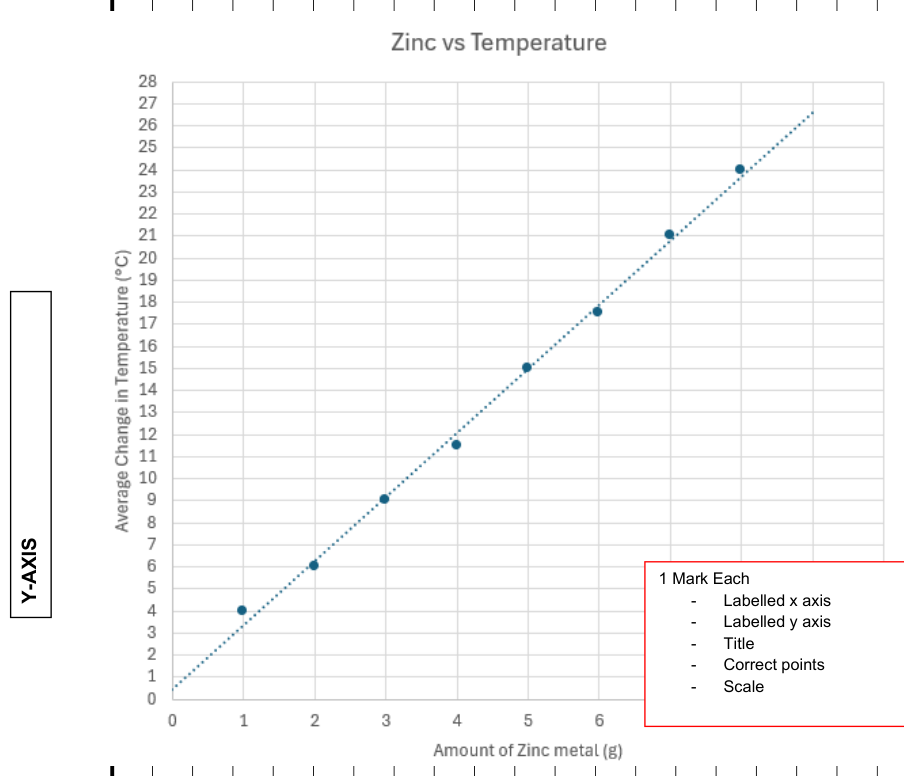 Zinc vs Temperature
28
27
26
25
24
23
22
21
20
19
18
17
16
15
14
13
12
11
10
9
8
7
6
5
4
3
2
1
0
Average Change in Temperature (°C)
Y-AXIS
0 1 2 3 4 5 6
Amount of Zinc metal (g)
1 Mark Each
- Labelled x axis
- Labelled y axis
- Title
- Correct points
- Scale